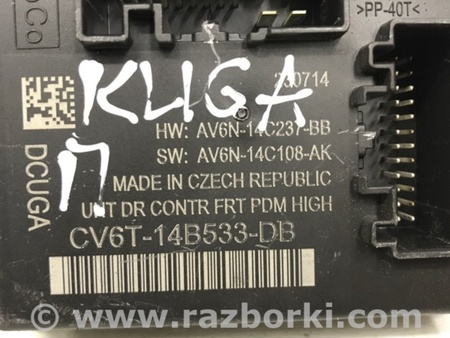 DoCo
>PP-40T<
230714
KUGA
©
HW: AV6N-14C237-BB
П
SW: AV6N-14C108-AK
DCUGA
MADE IN CZECH REPUBLIC
UNT DR CONTR FRT PDM HIGH
CV6T-14B533-DB
www.razborki.com